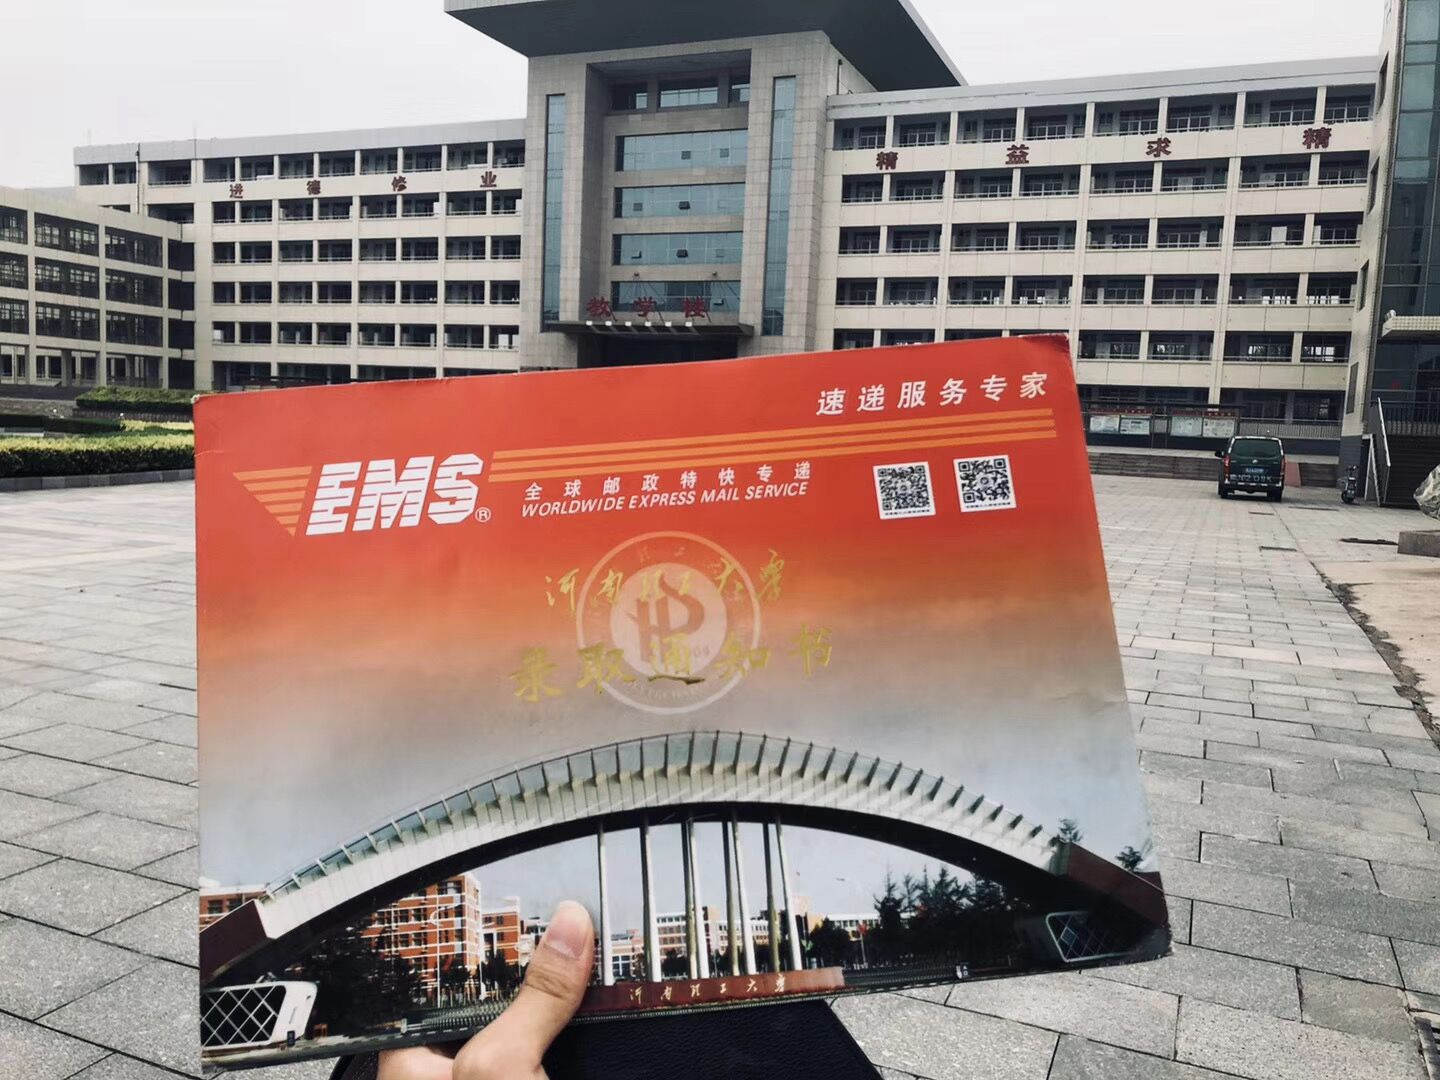 进德修业
精益求精
教学楼
速递服务专家
EMS®
全球邮政特快专递
WORLDWIDE EXPRESS MAIL SERVICE
河南理工大学
录取通知书
河南理工大学